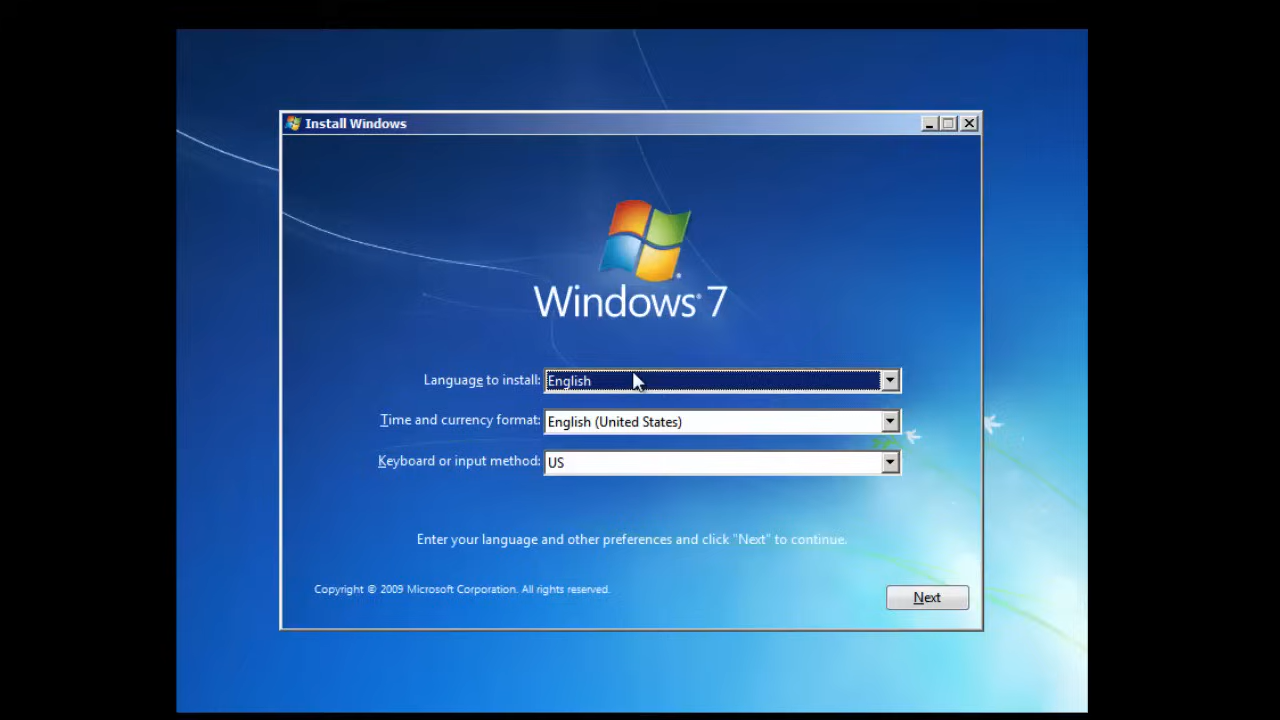 Install Windows
Windows® 7
Language to install: English
Time and currency format: English (United States)
Keyboard or input method: US
Enter your language and other preferences and click "Next" to continue.
Copyright © 2009 Microsoft Corporation. All rights reserved.
Next